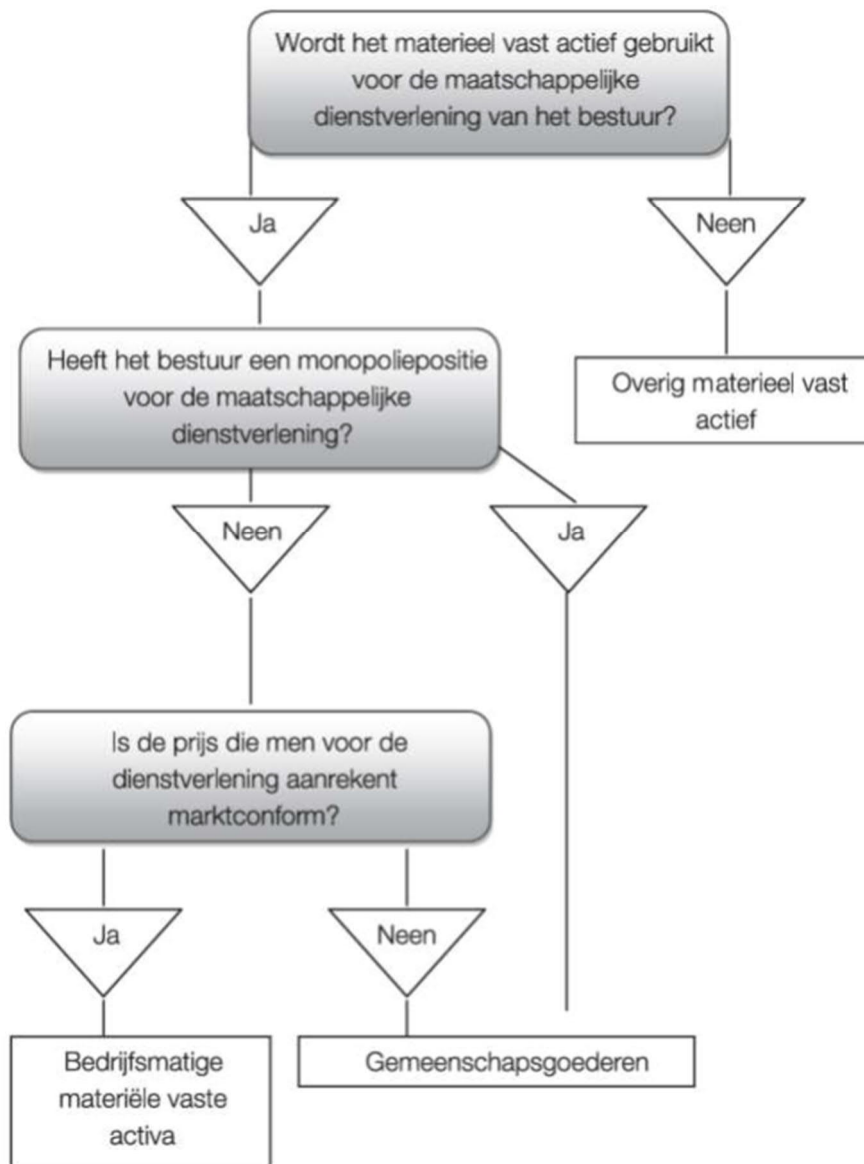 Wordt het materieel vast actief gebruikt
voor de maatschappelijke
dienstverlening van het bestuur?
Ja
Neen
Heeft het bestuur een monopoliepositie
voor de maatschappelijke
dienstverlening?
Overig materieel vast
actief
Neen
Ja
Is de prijs die men voor de
dienstverlening aanrekent
marktconform?
Ja
Neen
Bedrijfsmatige
materiële vaste
activa
Gemeenschapsgoederen